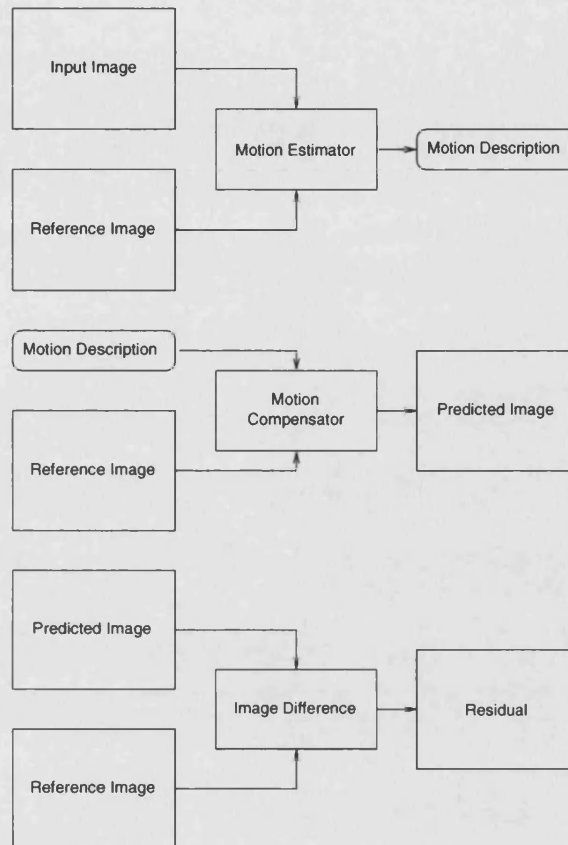 Input Image
Motion Estimator
Motion Description
Reference Image
Motion Description
Motion
Compensator
Predicted Image
Reference Image
Predicted Image
Image Difference
Residual
Reference Image